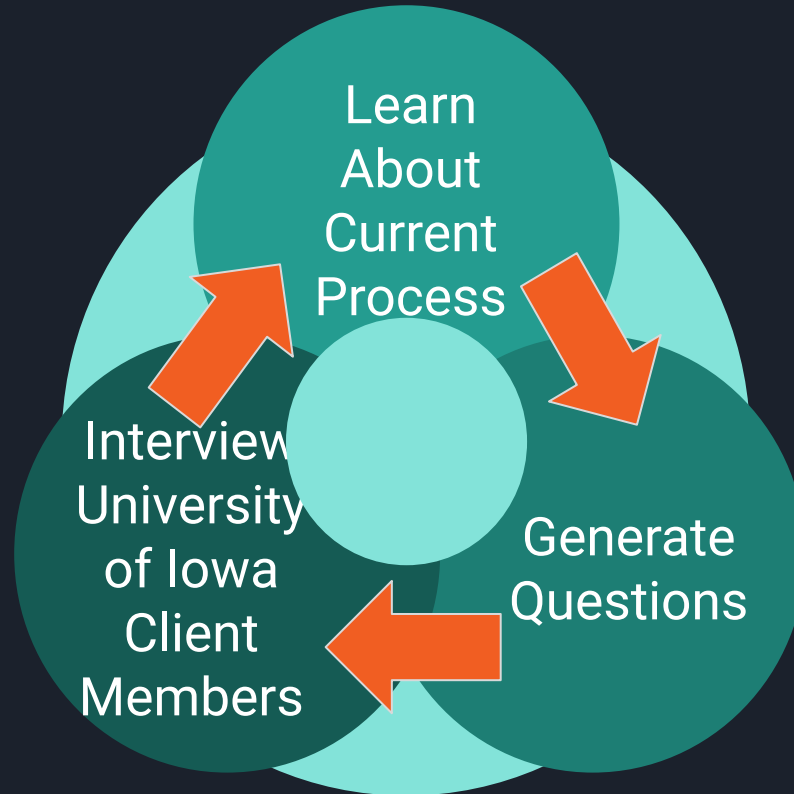 Learn
About
Current
Process
Generate
Questions
Interview
University
of Iowa
Client
Members